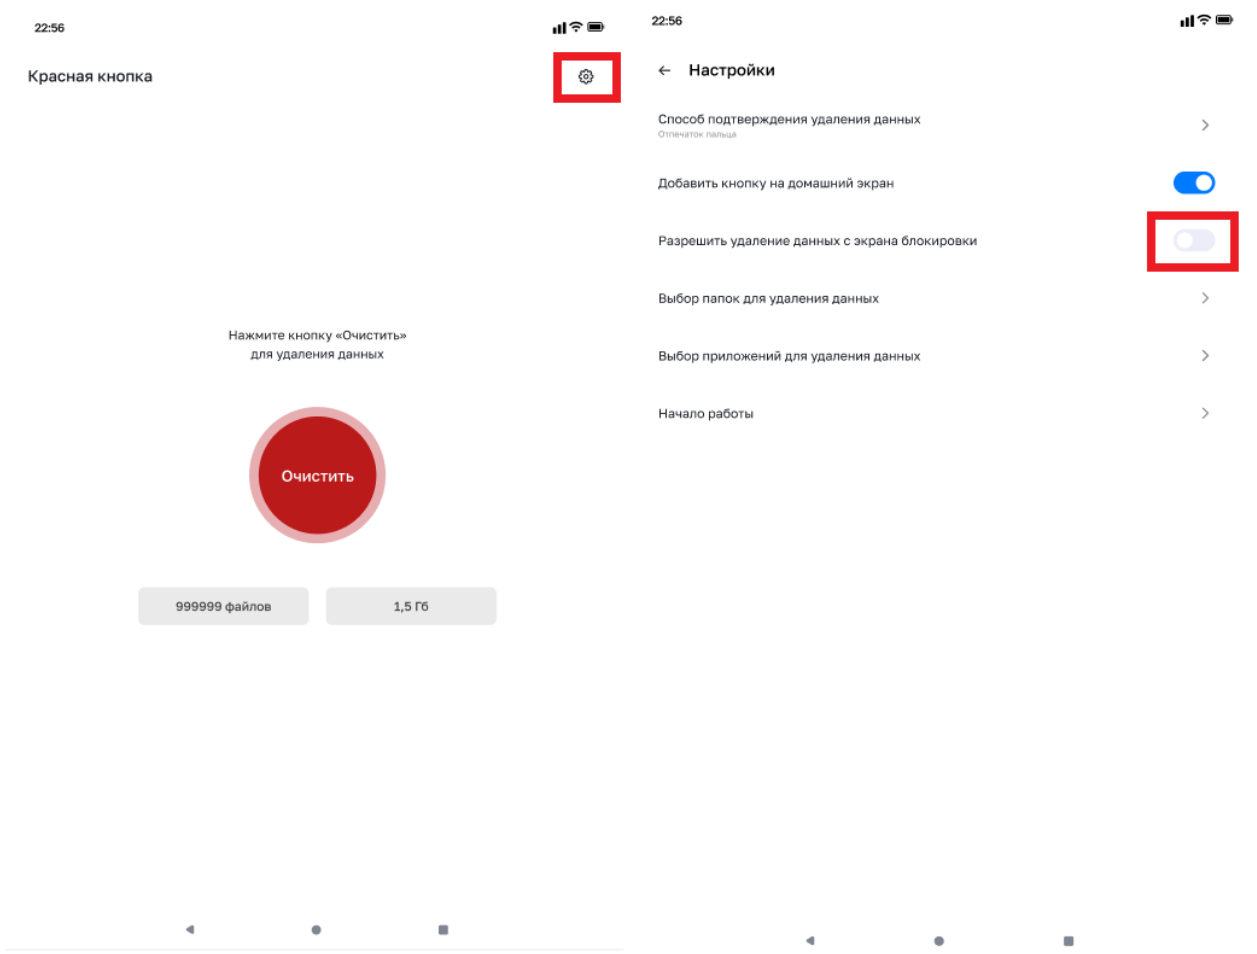 22:56
Красная кнопка
Нажмите кнопку «Очистить»
для удаления данных
Очистить
999999 файлов
1,5 Гб
22:56
Настройки
Способ подтверждения удаления данных
Отпечаток пальца
Добавить кнопку на домашний экран
Разрешить удаление данных с экрана блокировки
Выбор папок для удаления данных
Выбор приложений для удаления данных
Начало работы